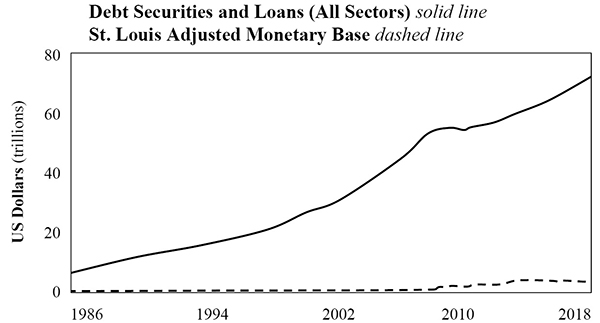 Debt Securities and Loans (All Sectors) solid line
St. Louis Adjusted Monetary Base dashed line
US Dollars (trillions)
80
60
40
20
0
1986 1994 2002 2010 2018